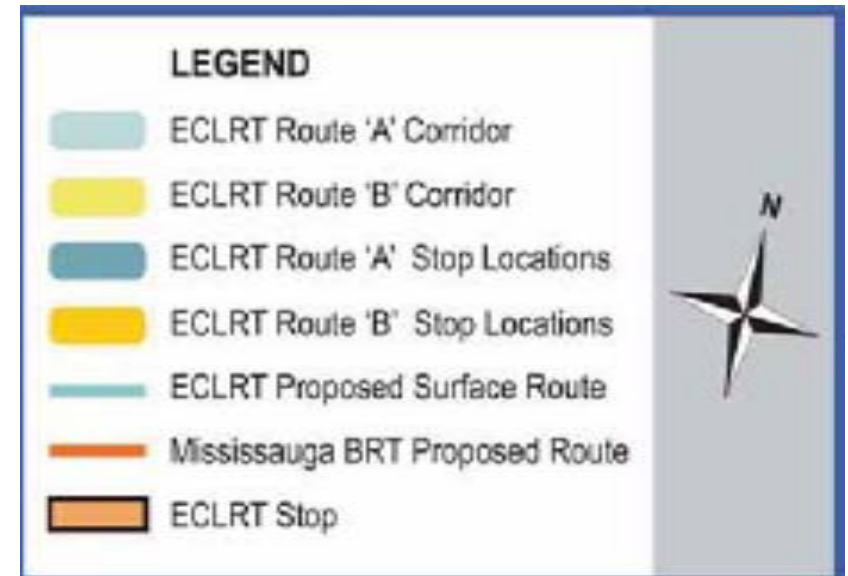 LEGEND
ECLRT Route 'A' Corridor
ECLRT Route 'B' Corridor
ECLRT Route 'A' Stop Locations
ECLRT Route 'B' Stop Locations
ECLRT Proposed Surface Route
Mississauga BRT Proposed Route
ECLRT Stop
N